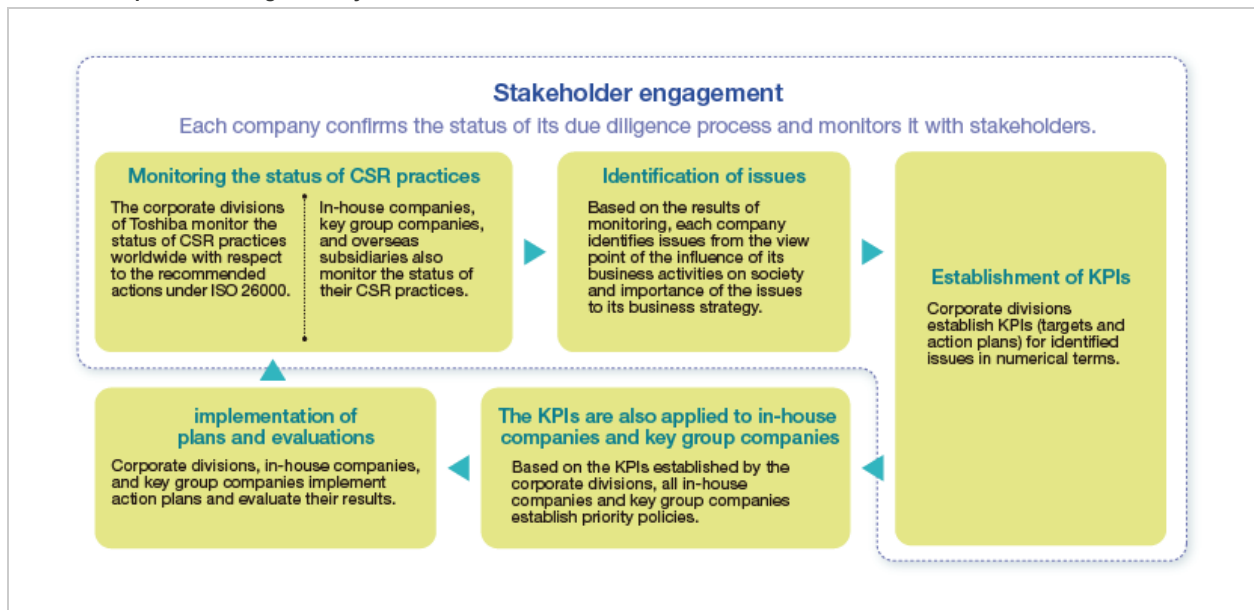 Stakeholder engagement
Each company confirms the status of its due diligence process and monitors it with stakeholders.
Monitoring the status of CSR practices
The corporate divisions
of Toshiba monitor the
status of CSR practices
worldwide with respect
to the recommended
actions under ISO 26000.
In-house companies,
key group companies,
and overseas
subsidiaries also
monitor the status of
their CSR practices.
Identification of issues
Based on the results of
monitoring, each company
identifies issues from the view
point of the influence of its
business activities on society
and importance of the issues
to its business strategy.
Establishment of KPIs
Corporate divisions
establish KPIs (targets and
action plans) for identified
issues in numerical terms.
The KPIs are also applied to in-house
companies and key group companies
Based on the KPIs established by the
corporate divisions, all in-house
companies and key group companies
establish priority policies.
implementation of
plans and evaluations
Corporate divisions, in-house companies,
and key group companies implement
action plans and evaluate their results.